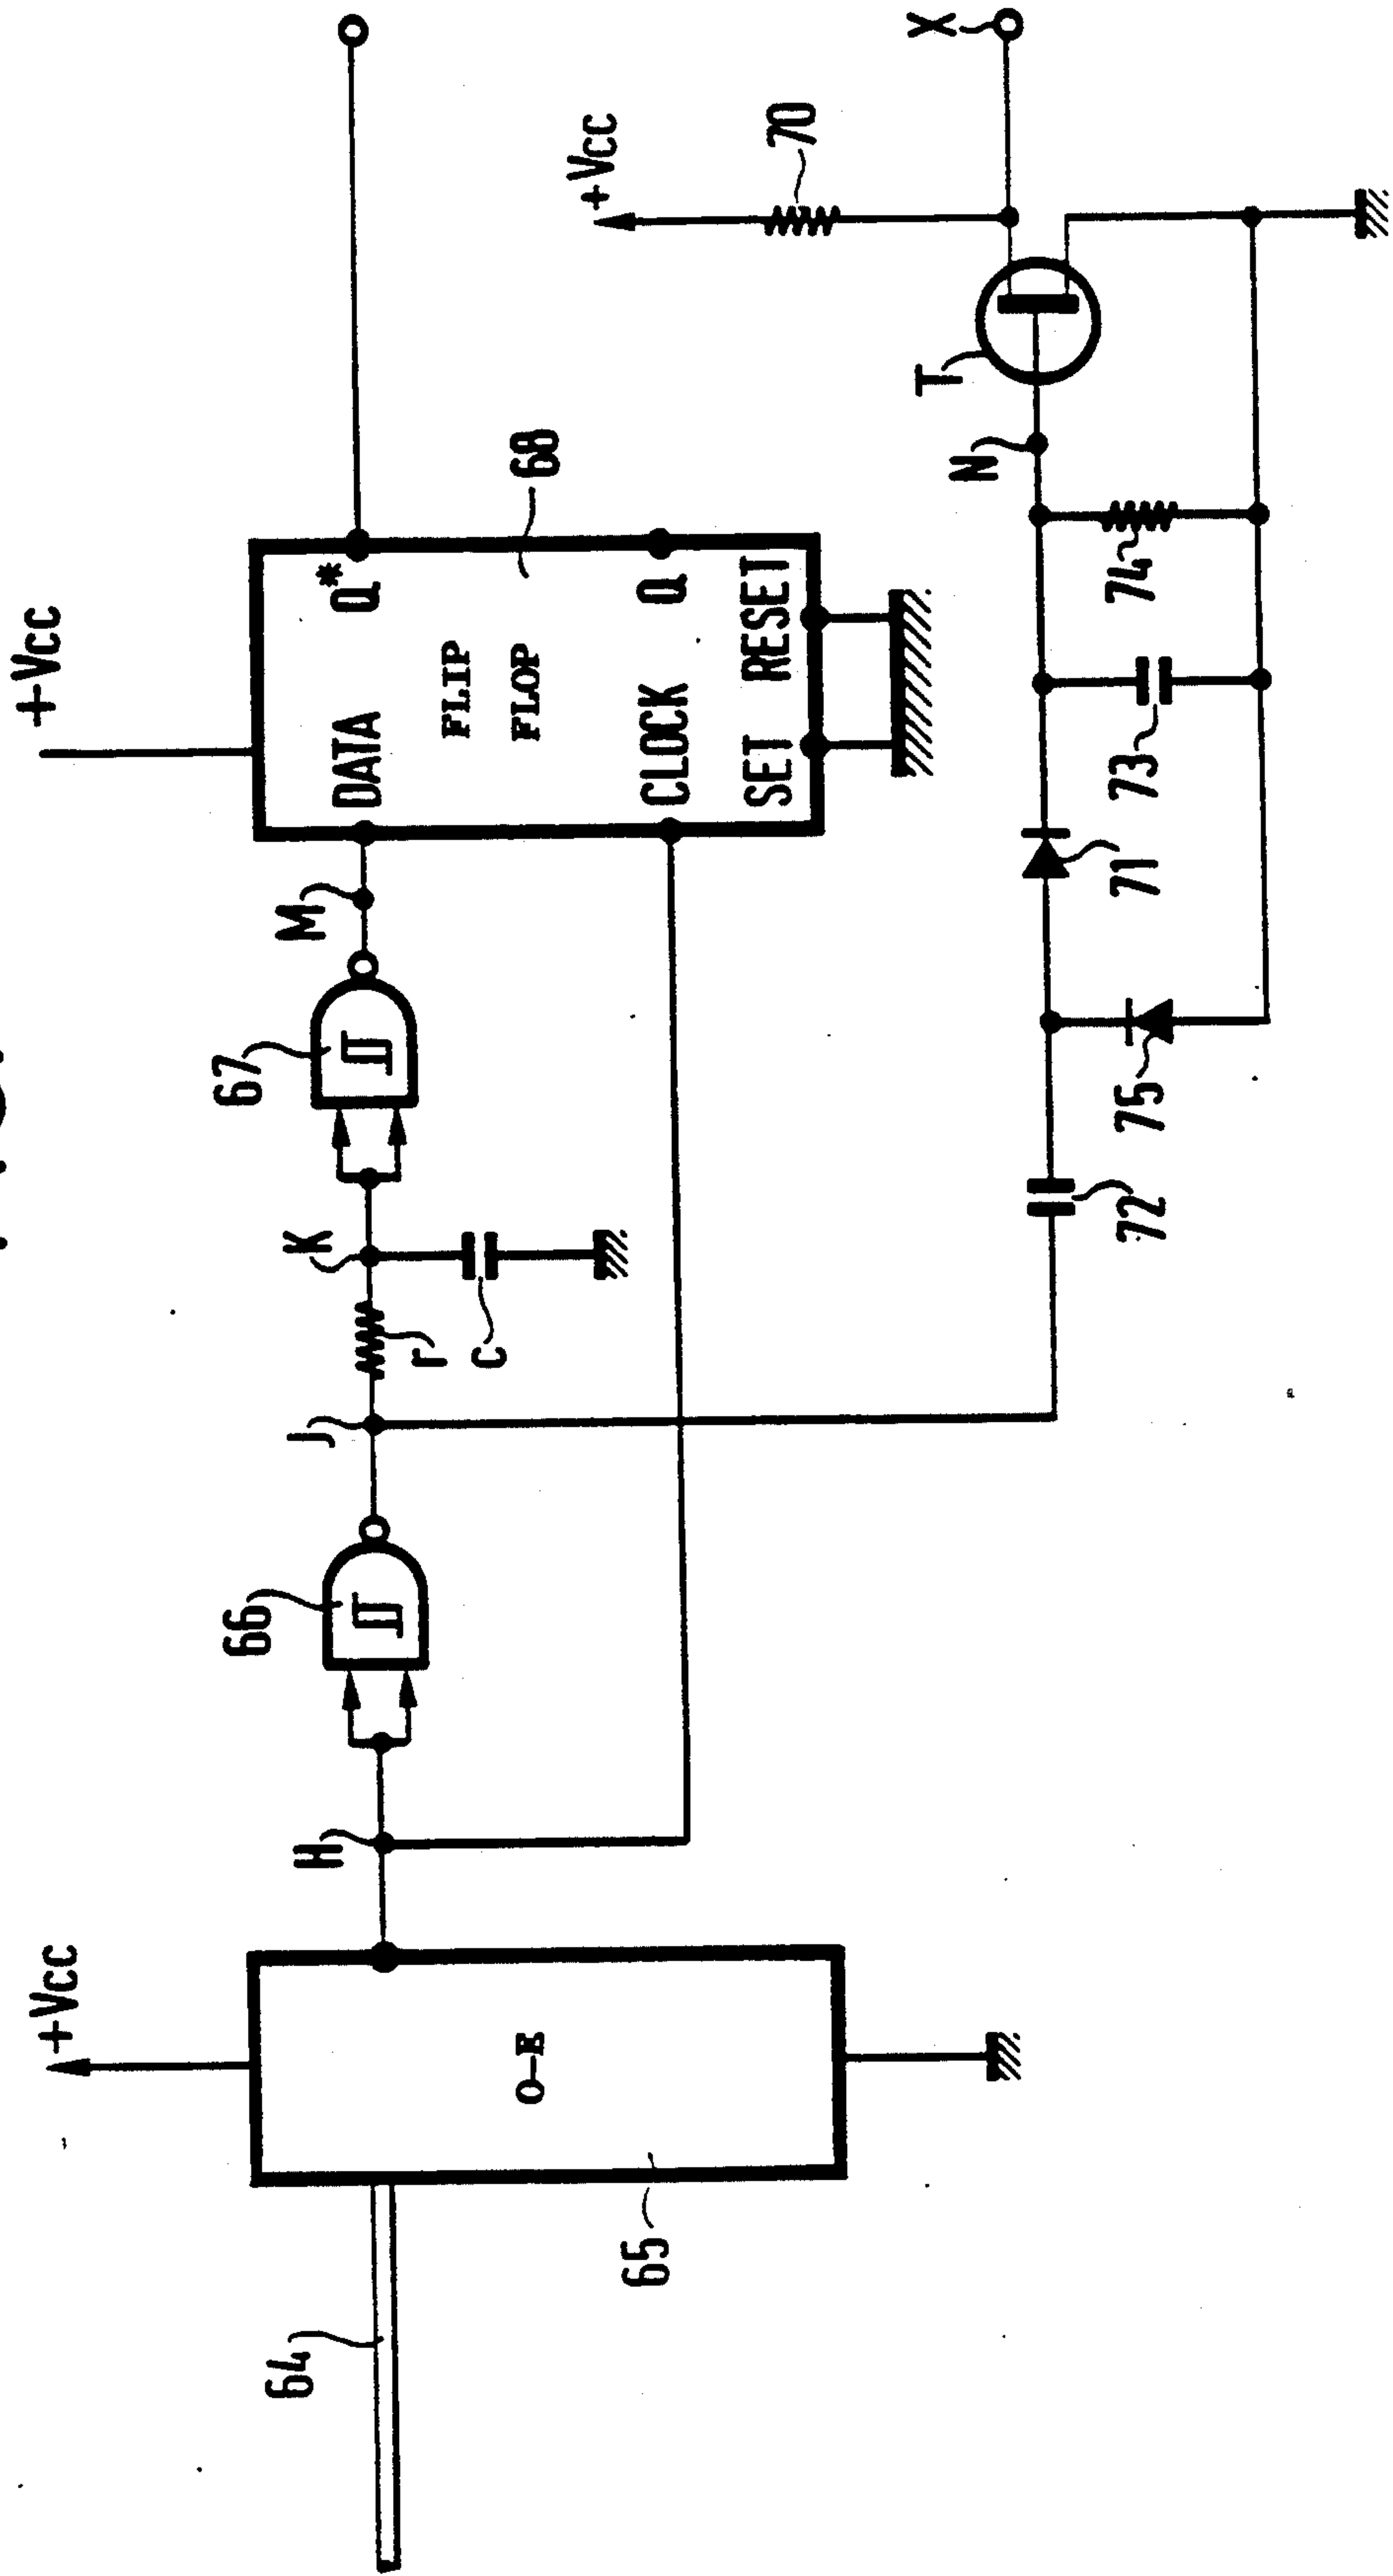 +Vcc
+Vcc
Q*
DATA
FLIP
FLOP
68
CLOCK
Q
SET RESET
M
67
K
r
C
J
66
H
O-E
65
64
+Vcc
70
X
T
N
74
73
71
75
72